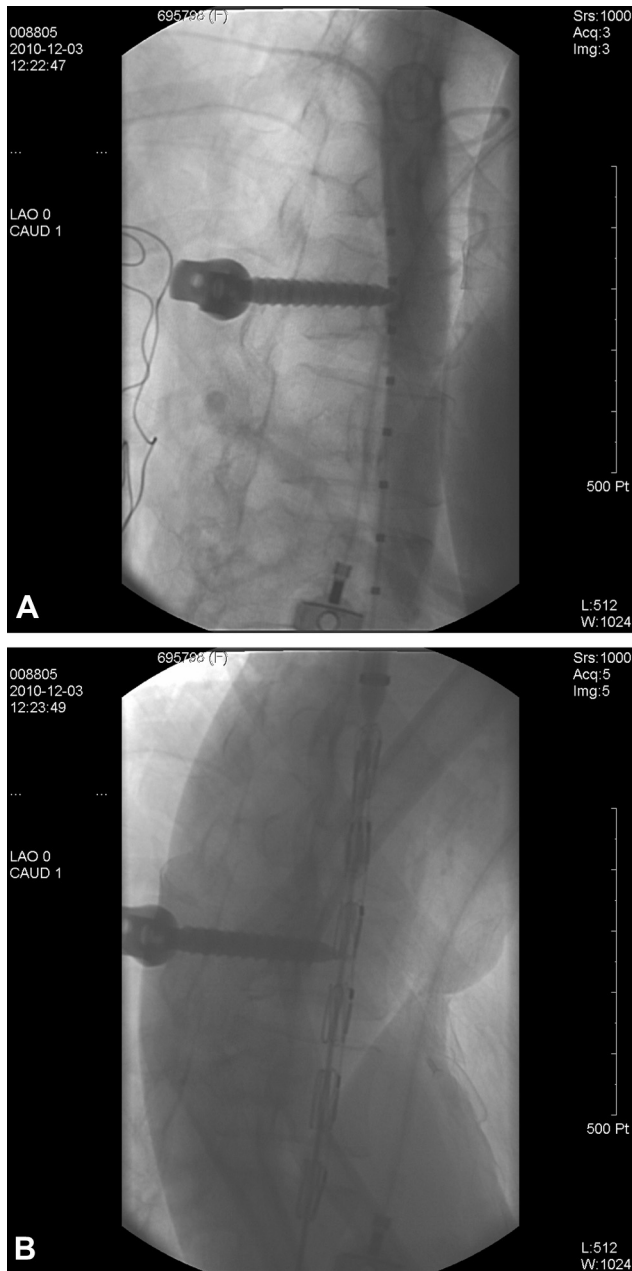 695798 (F)
008805
2010-12-03
12:22:47
Srs:1000
Acq:3
Img:3
... ...
LAO 0
CAUD 1
500 Pt
L:512
W:1024
A
695798 (F)
008805
2010-12-03
12:23:49
Srs:1000
Acq:5
Img:5
... ...
LAO 0
CAUD 1
500 Pt
L:512
W:1024
B